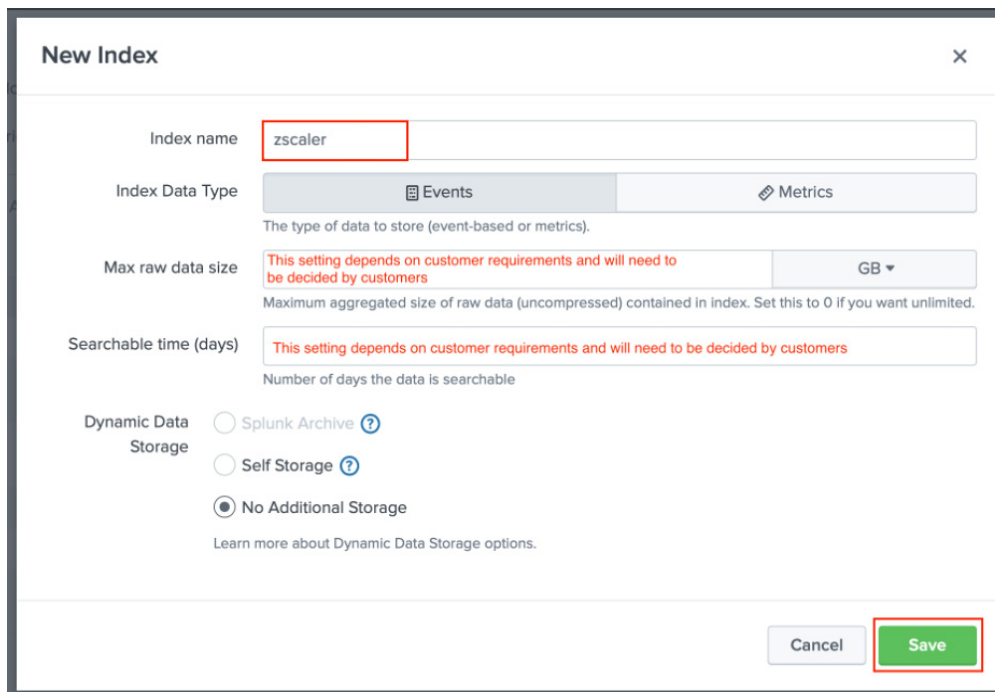 New Index
Index name
zscaler
Index Data Type
Events
Metrics
The type of data to store (event-based or metrics).
Max raw data size
This setting depends on customer requirements and will need to
be decided by customers
GB
Maximum aggregated size of raw data (uncompressed) contained in index. Set this to 0 if you want unlimited.
Searchable time (days)
This setting depends on customer requirements and will need to be decided by customers
Number of days the data is searchable
Dynamic Data
Storage
Splunk Archive ?
Self Storage ?
No Additional Storage
Learn more about Dynamic Data Storage options.
Cancel
Save